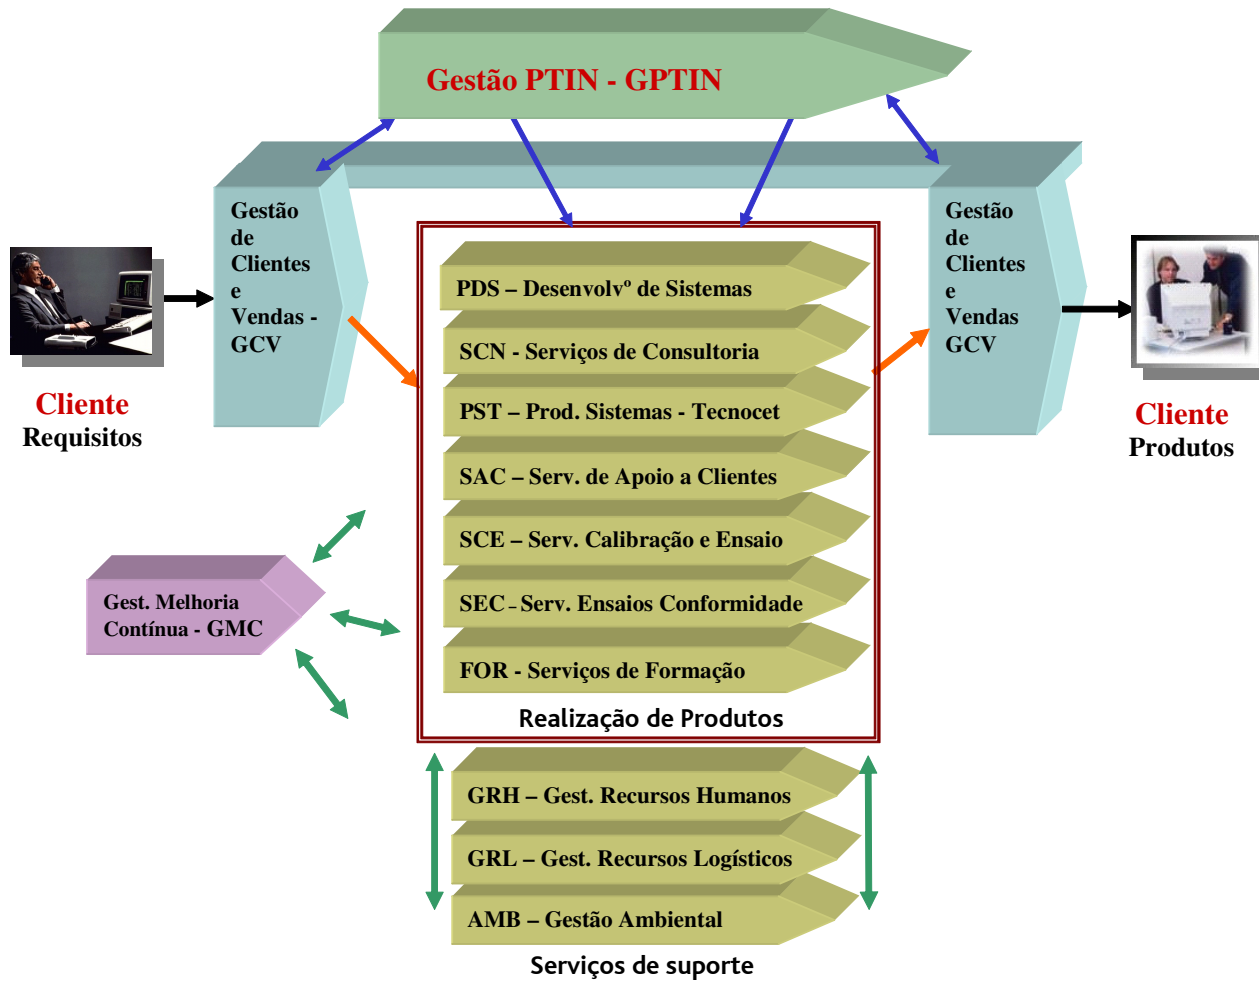 Gestão PTIN - GPTIN
Gestão
de
Clientes
e
Vendas -
GCV
Gestão
de
Clientes
e
Vendas
GCV
Cliente
Requisitos
Cliente
Produtos
PDS – Desenvolvº de Sistemas
SCN - Serviços de Consultoria
PST – Prod. Sistemas - Tecnocet
SAC – Serv. de Apoio a Clientes
SCE – Serv. Calibração e Ensaio
SEC – Serv. Ensaios Conformidade
FOR - Serviços de Formação
Realização de Produtos
Gest. Melhoria
Contínua - GMC
GRH – Gest. Recursos Humanos
GRL – Gest. Recursos Logísticos
AMB – Gestão Ambiental
Serviços de suporte